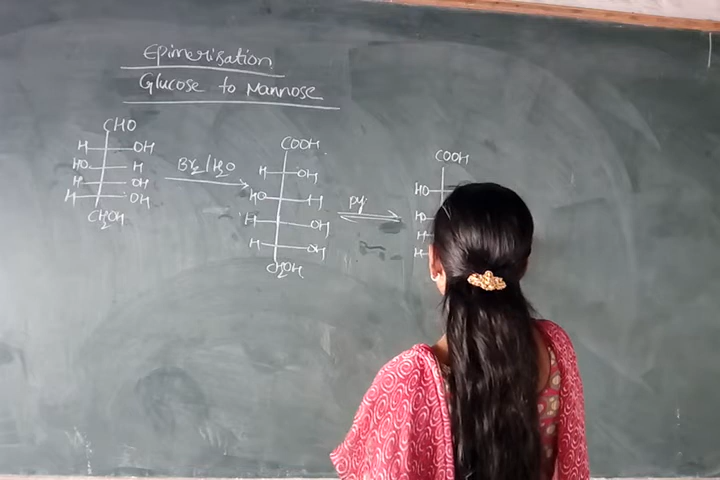 Epimerisation
Glucose to Mannose
CHO
H OH
HO H
H OH
H OH
CH2OH
Br2/H2O
COOH
H OH
HO H
H OH
H OH
CH2OH
Py
COOH
HO
HO
H
H